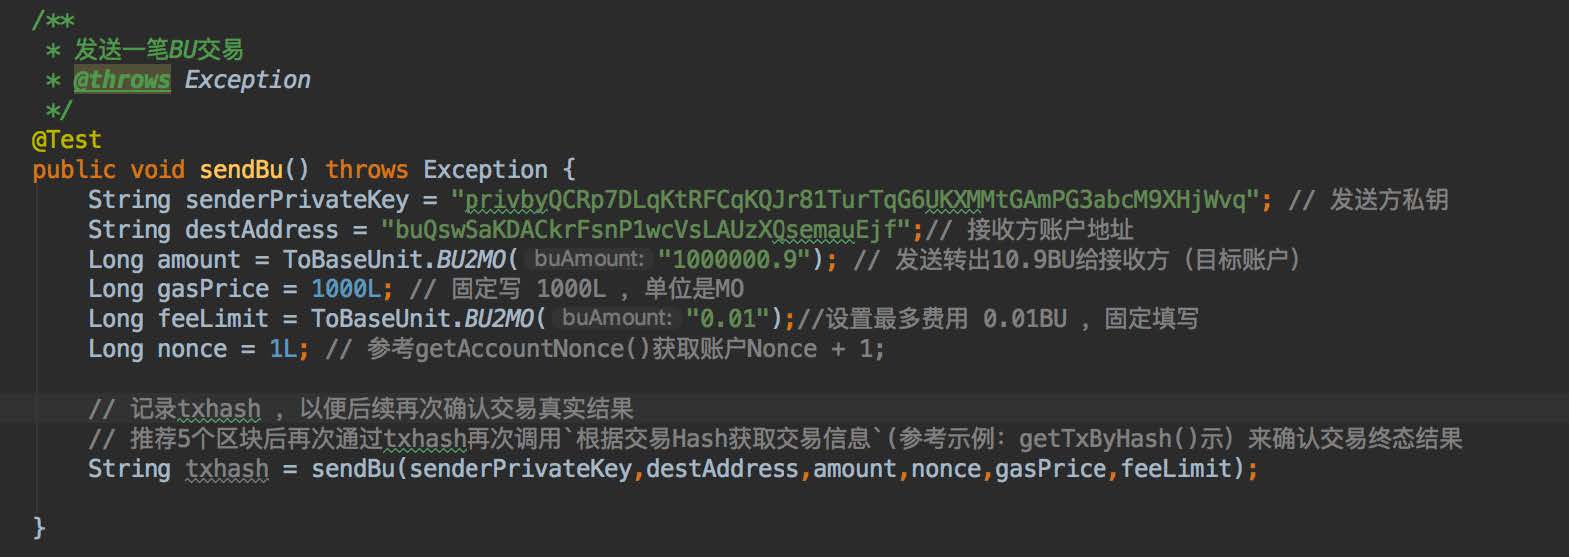 /**
 * 发送一笔BU交易
 * @throws Exception
 */
@Test
public void sendBu() throws Exception {
    String senderPrivateKey = "privbyQCRp7DLqKtRFCqKQJr81TurTqG6UKXMMtGAmPG3abcM9XHjWvq"; // 发送方私钥
    String destAddress = "buQswSaKDACkrFsnP1wcVsLAUzXQsemauEjf";// 接收方账户地址
    Long amount = ToBaseUnit.BU2MO( buAmount: "1000000.9"); // 发送转出10.9BU给接收方（目标账户）
    Long gasPrice = 1000L; // 固定写 1000L ，单位是MO
    Long feeLimit = ToBaseUnit.BU2MO( buAmount: "0.01");//设置最多费用 0.01BU ，固定填写
    Long nonce = 1L; // 参考getAccountNonce()获取账户Nonce + 1;
    // 记录txhash ，以便后续再次确认交易真实结果
    // 推荐5个区块后再次通过txhash再次调用`根据交易Hash获取交易信息`(参考示例：getTxByHash()示）来确认交易终态结果
    String txhash = sendBu(senderPrivateKey,destAddress,amount,nonce,gasPrice,feeLimit);
}